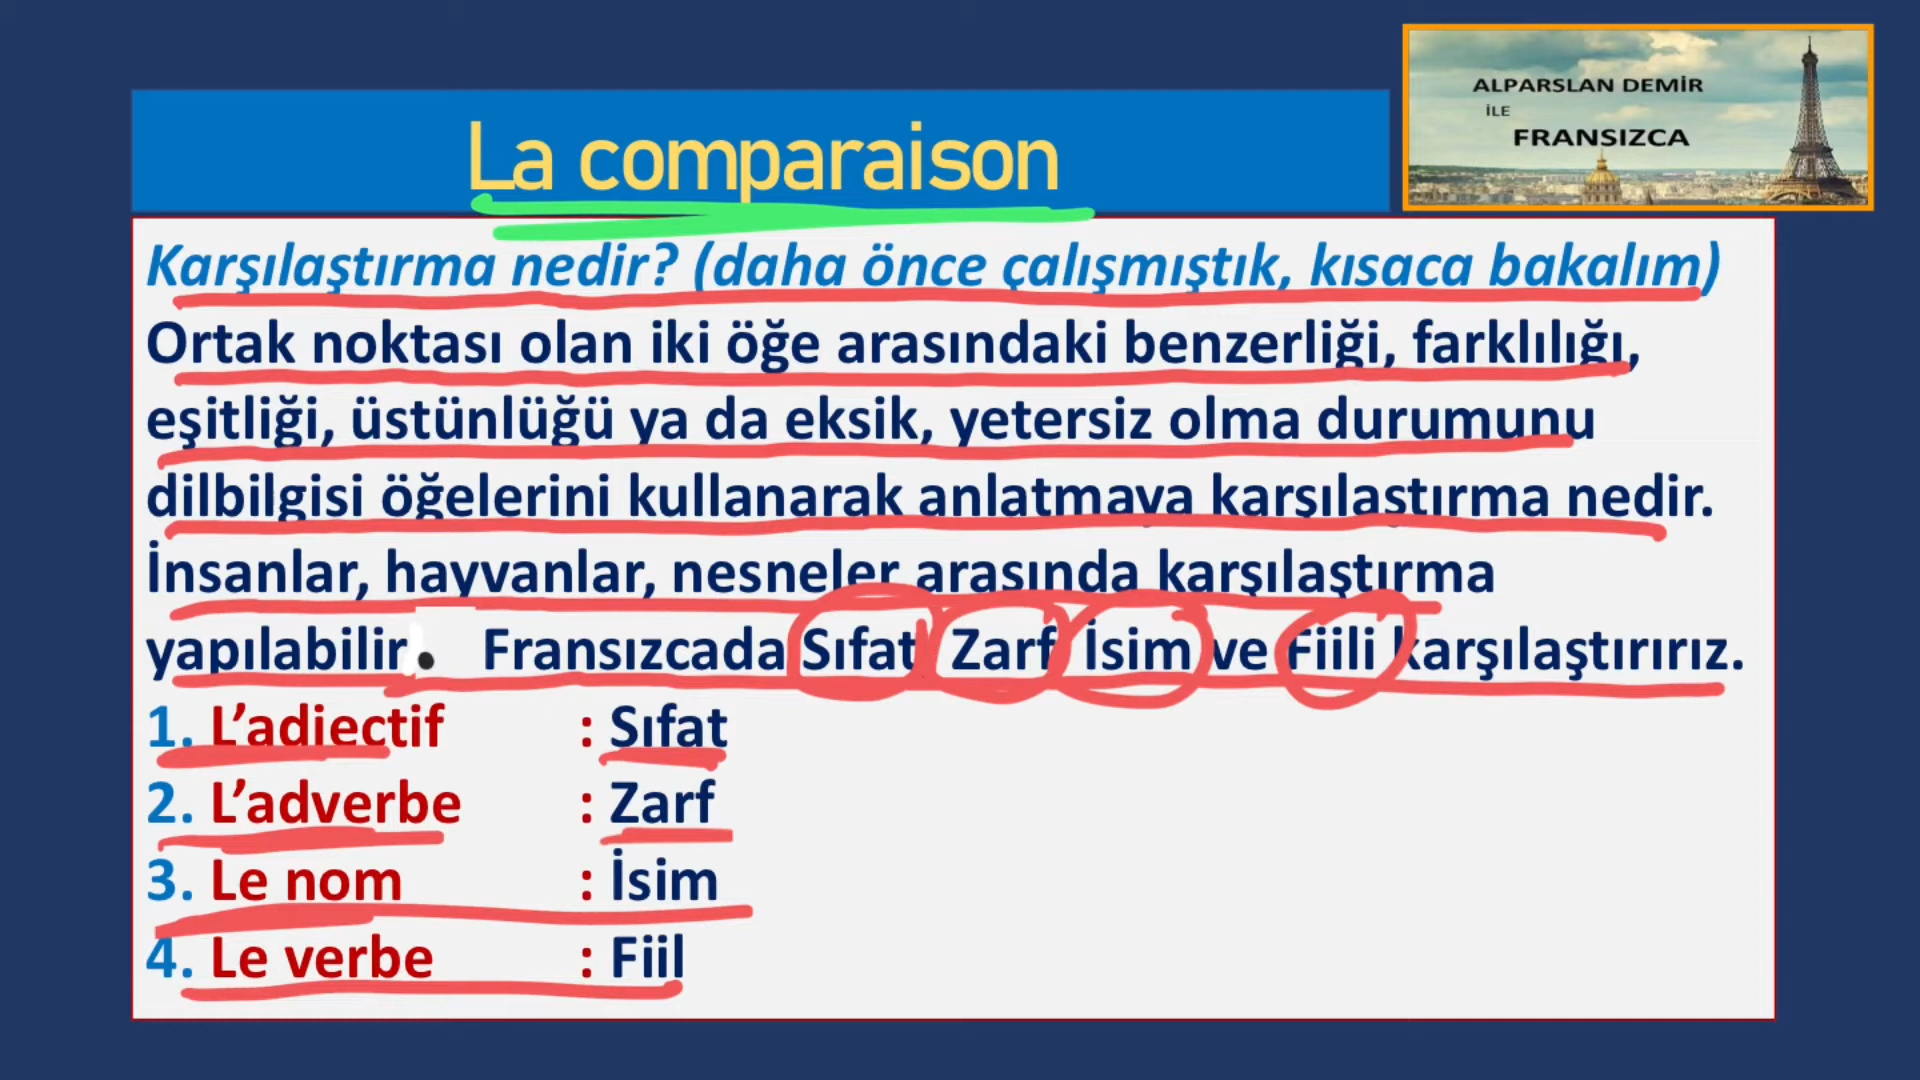 ALPARSLAN DEMİR
İLE
FRANSIZCA
La comparaison
Karşılaştırma nedir? (daha önce çalışmıştık, kısaca bakalım)
Ortak noktası olan iki öğe arasındaki benzerliği, farklılığı,
eşitliği, üstünlüğü ya da eksik, yetersiz olma durumunu
dilbilgisi öğelerini kullanarak anlatmaya karşılaştırma nedir.
İnsanlar, hayvanlar, nesneler arasında karşılaştırma
yapılabilir. Fransızcada Sıfat, Zarf, İsim ve Fiili karşılaştırırız.
1. L’adjectif : Sıfat
2. L’adverbe : Zarf
3. Le nom : İsim
4. Le verbe : Fiil